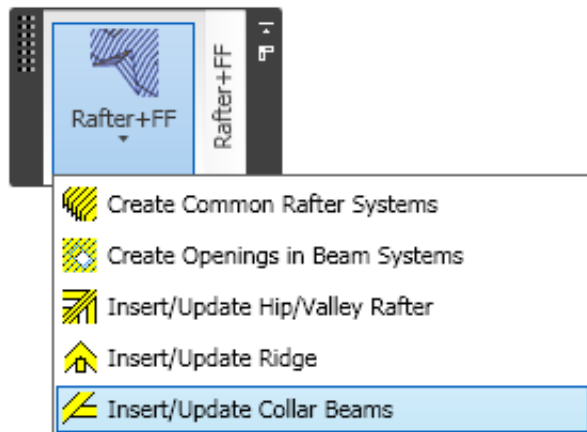 Rafter+FF
Rafter+FF
Create Common Rafter Systems
Create Openings in Beam Systems
Insert/Update Hip/Valley Rafter
Insert/Update Ridge
Insert/Update Collar Beams